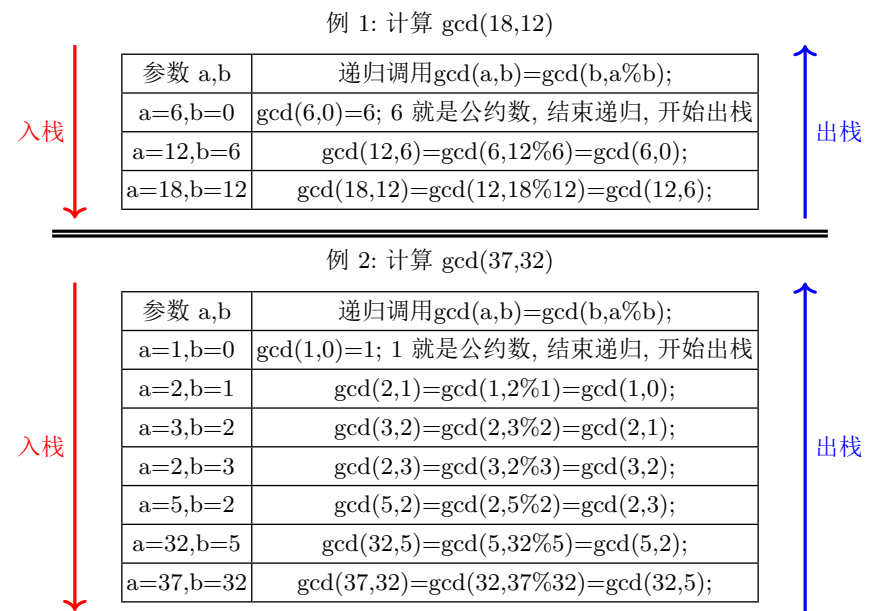 例 1: 计算 gcd(18,12)
参数 a,b 递归调用gcd(a,b)=gcd(b,a%b);
a=6,b=0 gcd(6,0)=6; 6 就是公约数, 结束递归, 开始出栈
入栈
出栈
a=12,b=6 gcd(12,6)=gcd(6,12%6)=gcd(6,0);
a=18,b=12 gcd(18,12)=gcd(12,18%12)=gcd(12,6);
例 2: 计算 gcd(37,32)
参数 a,b 递归调用gcd(a,b)=gcd(b,a%b);
a=1,b=0 gcd(1,0)=1; 1 就是公约数, 结束递归, 开始出栈
a=2,b=1 gcd(2,1)=gcd(1,2%1)=gcd(1,0);
a=3,b=2 gcd(3,2)=gcd(2,3%2)=gcd(2,1);
入栈
出栈
a=2,b=3 gcd(2,3)=gcd(3,2%3)=gcd(3,2);
a=5,b=2 gcd(5,2)=gcd(2,5%2)=gcd(2,3);
a=32,b=5 gcd(32,5)=gcd(5,32%5)=gcd(5,2);
a=37,b=32 gcd(37,32)=gcd(32,37%32)=gcd(32,5);